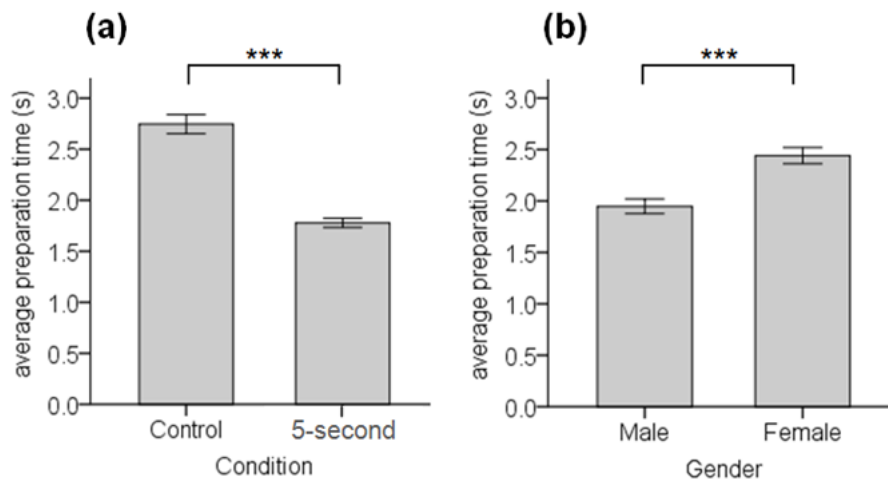 (a)
***
average preparation time (s)
3.0
2.5
2.0
1.5
1.0
0.5
0.0
Control
5-second
Condition
(b)
***
average preparation time (s)
3.0
2.5
2.0
1.5
1.0
0.5
0.0
Male
Female
Gender